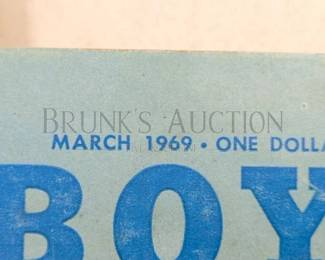 BRUNK'S AUCTION
MARCH 1969 • ONE DOLLA
BOY